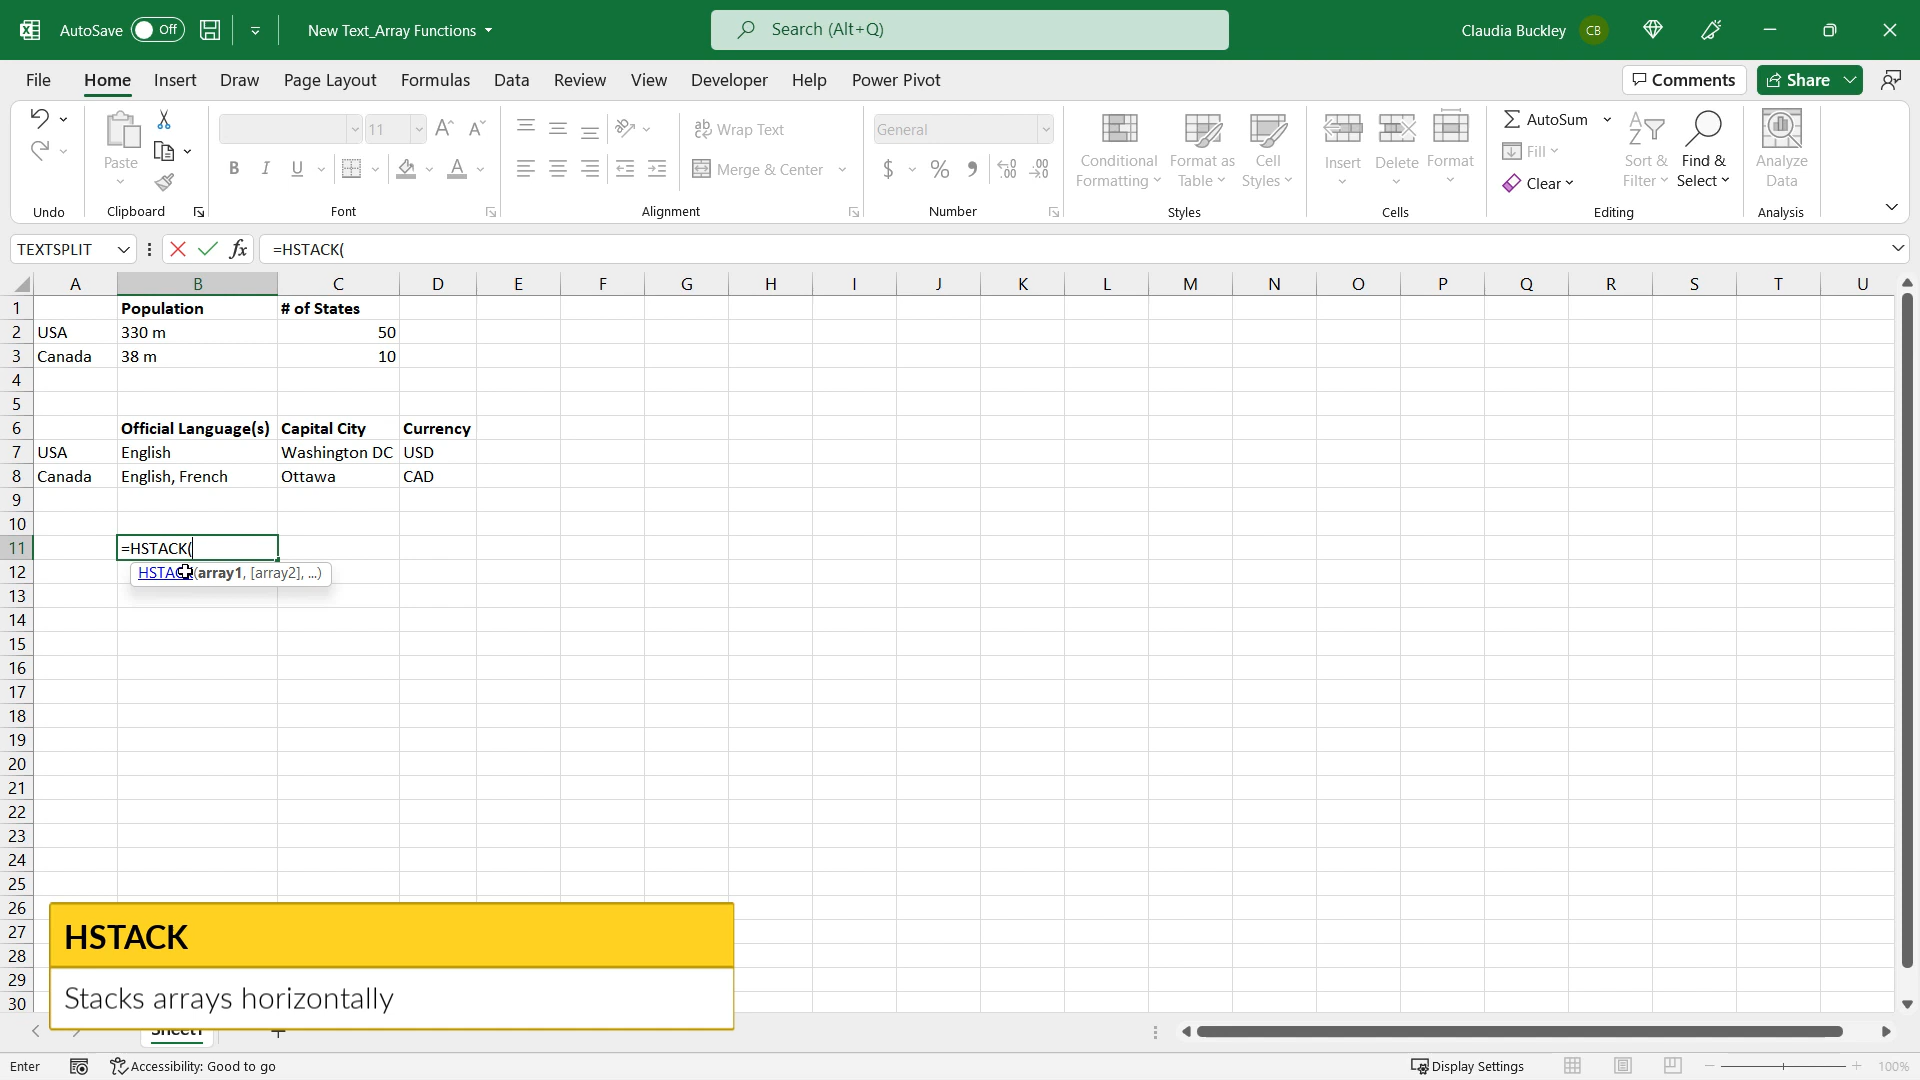 AutoSave Off New Text_Array Functions Search (Alt+Q) Claudia Buckley CB
File Home Insert Draw Page Layout Formulas Data Review View Developer Help Power Pivot Comments Share
11 ab Wrap Text General AutoSum
Paste Conditional Formatting Format as Table Cell Styles Insert Delete Format Fill Sort & Filter Find & Select Analyze Data
B I U A Merge & Center $ % Clear
Undo Clipboard Font Alignment Number Styles Cells Editing Analysis
TEXTSPLIT fx =HSTACK(
A B C D E F G H I J K L M N O P Q R S T U
1 Population # of States
2 USA 330 m 50
3 Canada 38 m 10
4
5
6 Official Language(s) Capital City Currency
7 USA English Washington DC USD
8 Canada English, French Ottawa CAD
9
10
11 =HSTACK(
12 HSTACK(array1, [array2], ...)
13
14
15
16
17
18
19
20
21
22
23
24
25
26
27 HSTACK
28
29
30 Stacks arrays horizontally
Sheet1
Enter Accessibility: Good to go Display Settings 100%